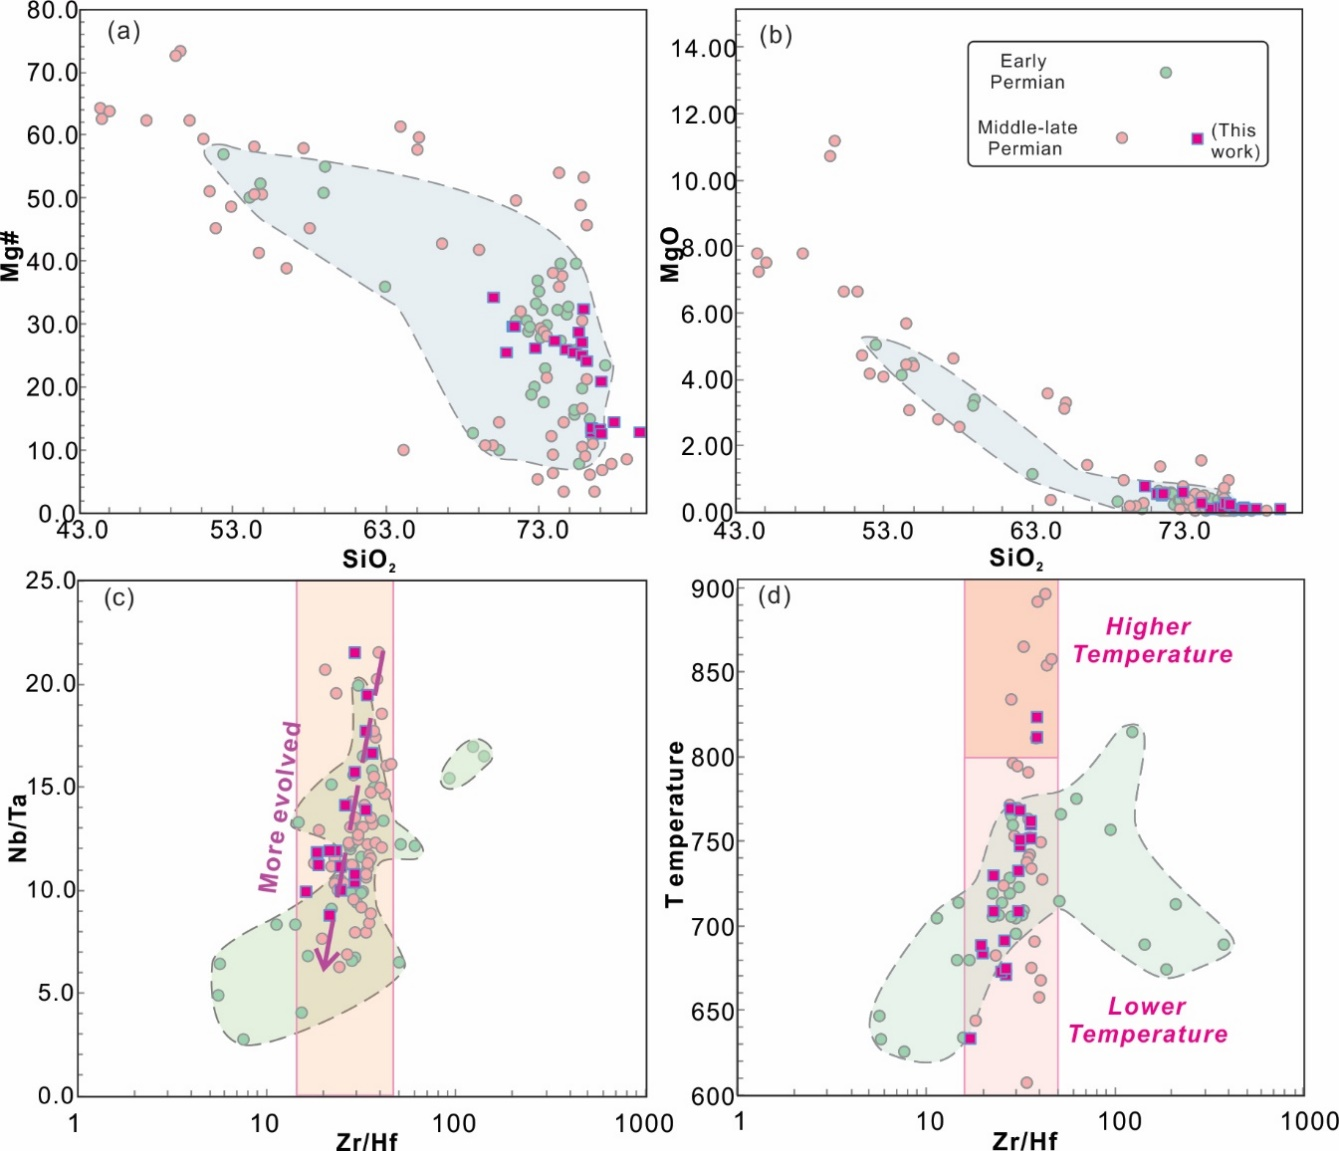 (a)
80.0
70.0
60.0
50.0
40.0
30.0
20.0
10.0
0.0
Mg#
43.0 53.0 63.0 73.0
SiO₂
(b)
14.00
12.00
10.00
8.00
6.00
4.00
2.00
0.00
MgO
43.0 53.0 63.0 73.0
SiO₂
Early
Permian
Middle-late
Permian
(This
work)
(c)
25.0
20.0
15.0
10.0
5.0
0.0
Nb/Ta
More evolved
1 10 100 1000
Zr/Hf
(d)
900
850
800
750
700
650
600
Temperature
Higher
Temperature
Lower
Temperature
1 10 100 1000
Zr/Hf